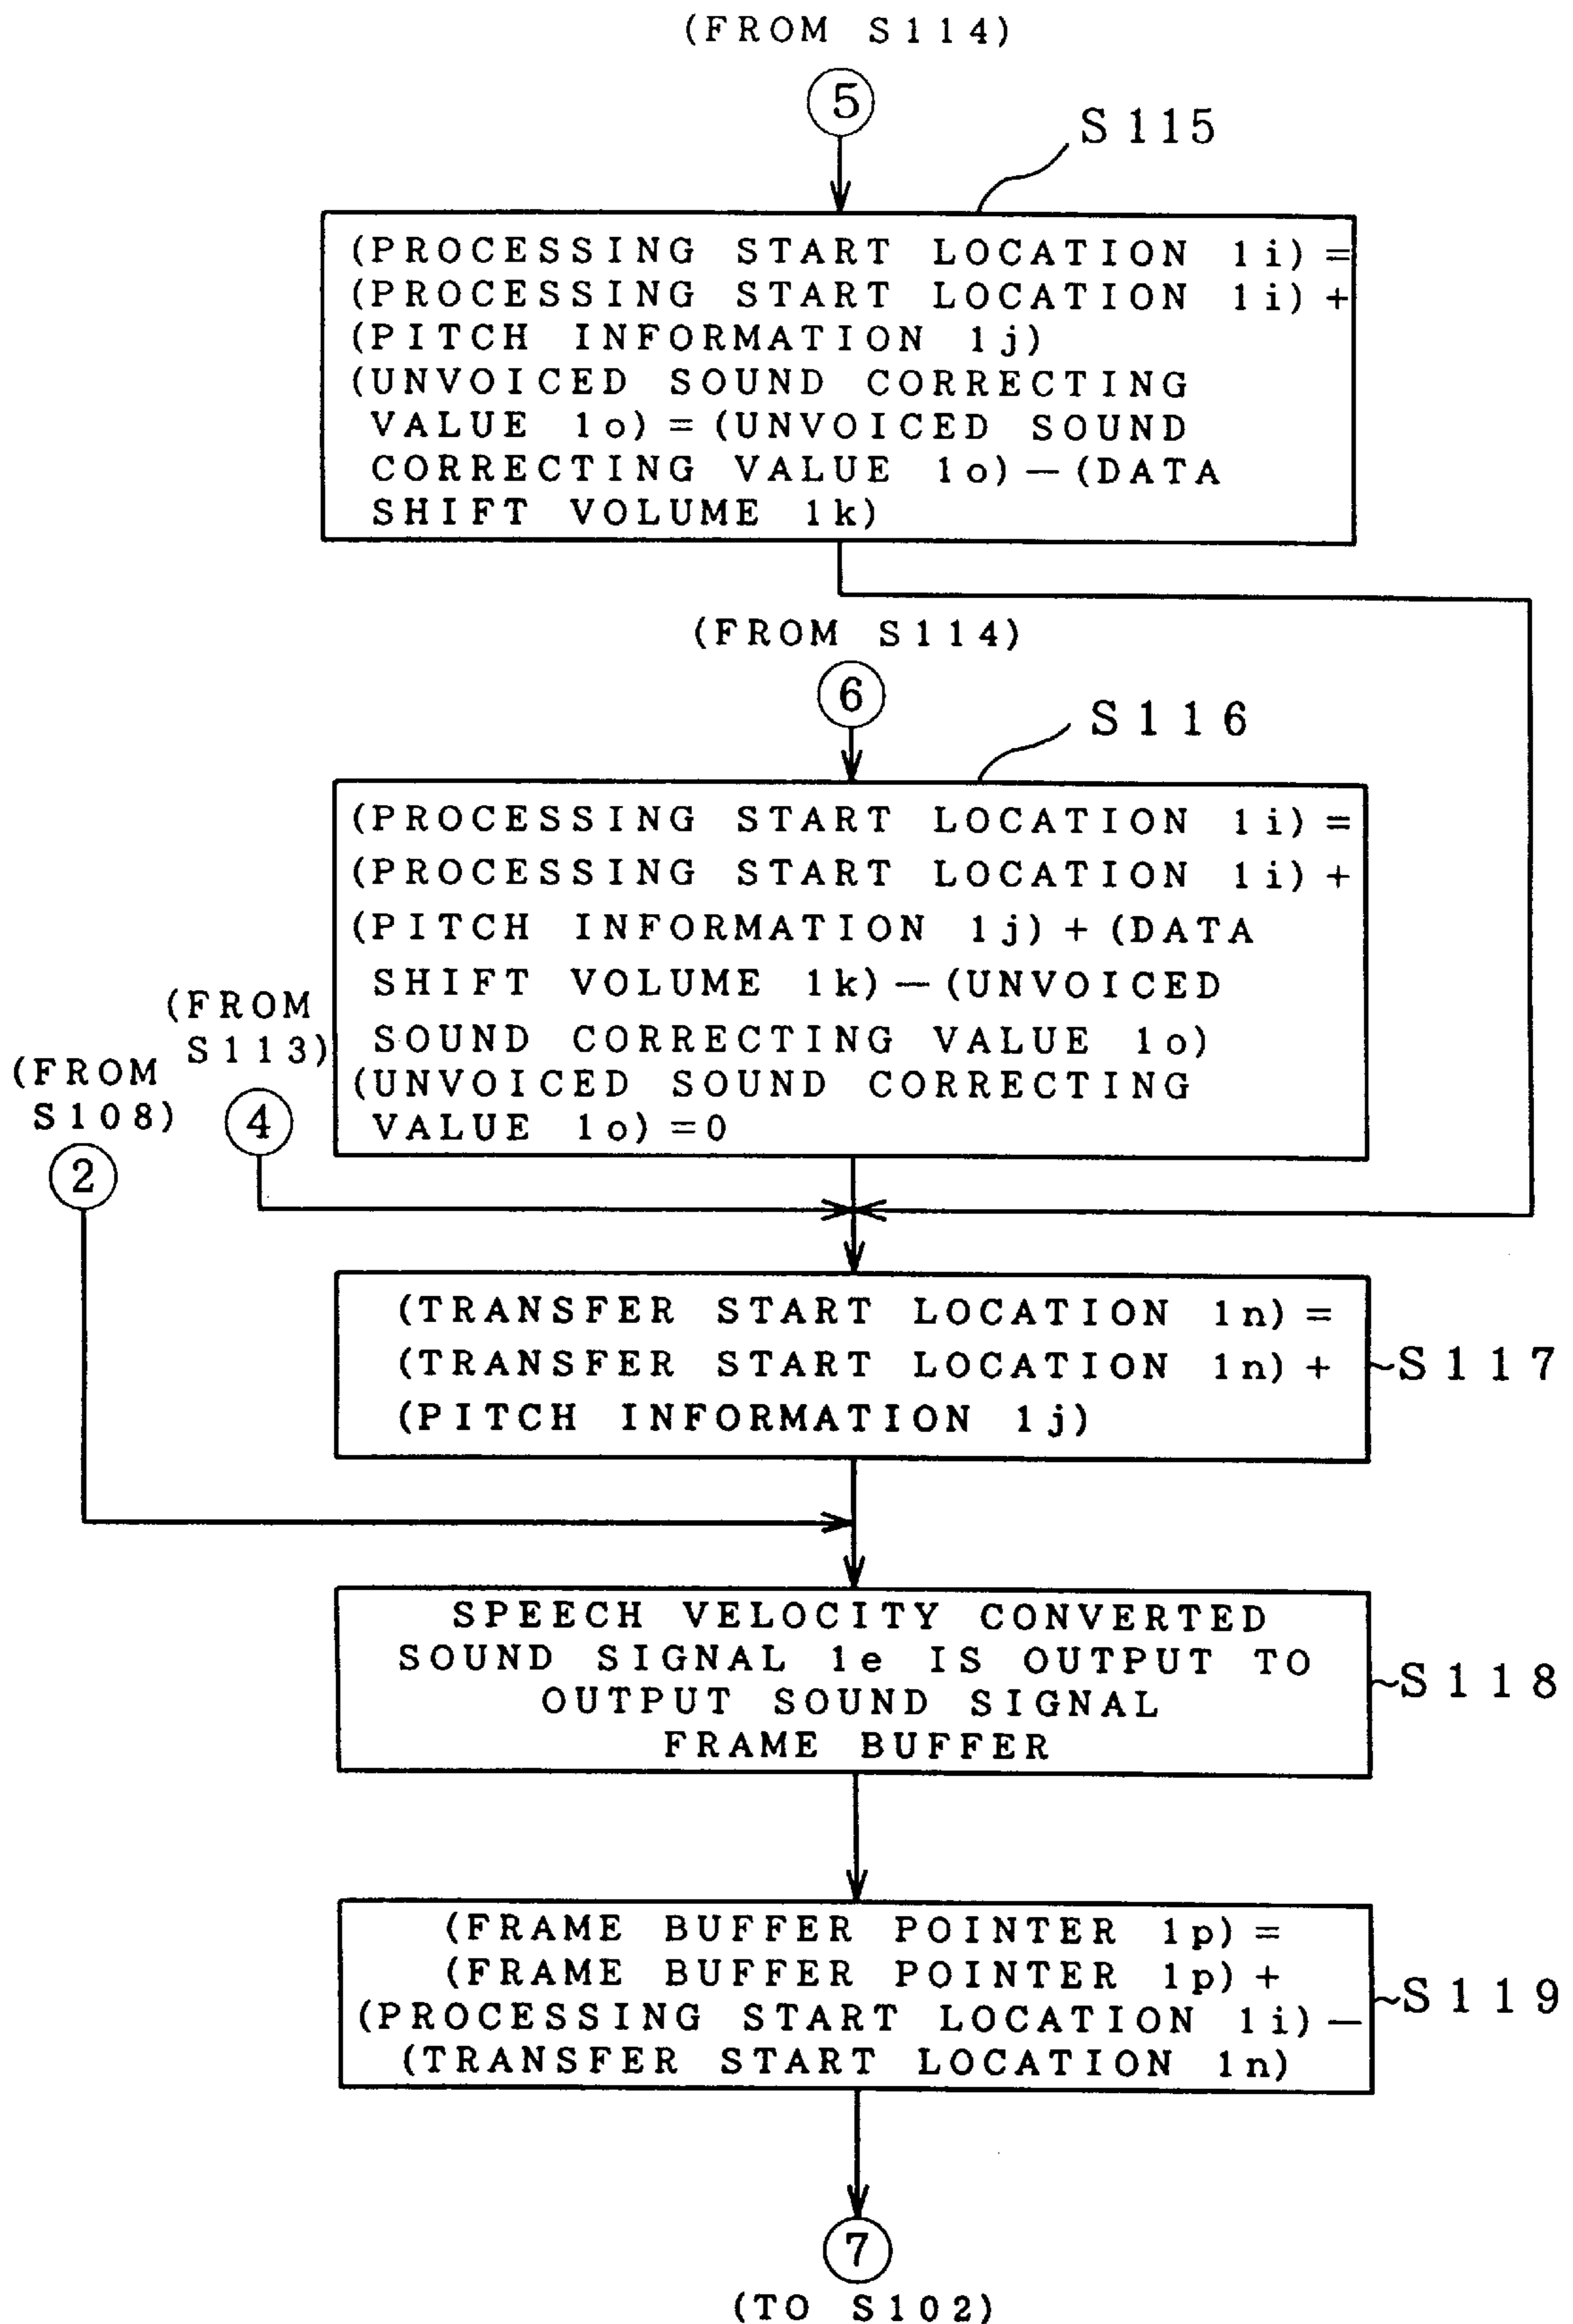 (FROM S114)
5
S115
(PROCESSING START LOCATION 1i) =
(PROCESSING START LOCATION 1i) +
(PITCH INFORMATION 1j)
(UNVOICED SOUND CORRECTING
VALUE 1o) = (UNVOICED SOUND
CORRECTING VALUE 1o) — (DATA
SHIFT VOLUME 1k)
(FROM S114)
6
S116
(PROCESSING START LOCATION 1i) =
(PROCESSING START LOCATION 1i) +
(PITCH INFORMATION 1j) + (DATA
SHIFT VOLUME 1k) — (UNVOICED
SOUND CORRECTING VALUE 1o)
(UNVOICED SOUND CORRECTING
VALUE 1o) = 0
(FROM
S113)
4
(FROM
S108)
2
(TRANSFER START LOCATION 1n) =
(TRANSFER START LOCATION 1n) +
(PITCH INFORMATION 1j)
S117
SPEECH VELOCITY CONVERTED
SOUND SIGNAL 1e IS OUTPUT TO
OUTPUT SOUND SIGNAL
FRAME BUFFER
S118
(FRAME BUFFER POINTER 1p) =
(FRAME BUFFER POINTER 1p) +
(PROCESSING START LOCATION 1i) —
(TRANSFER START LOCATION 1n)
S119
7
(TO S102)